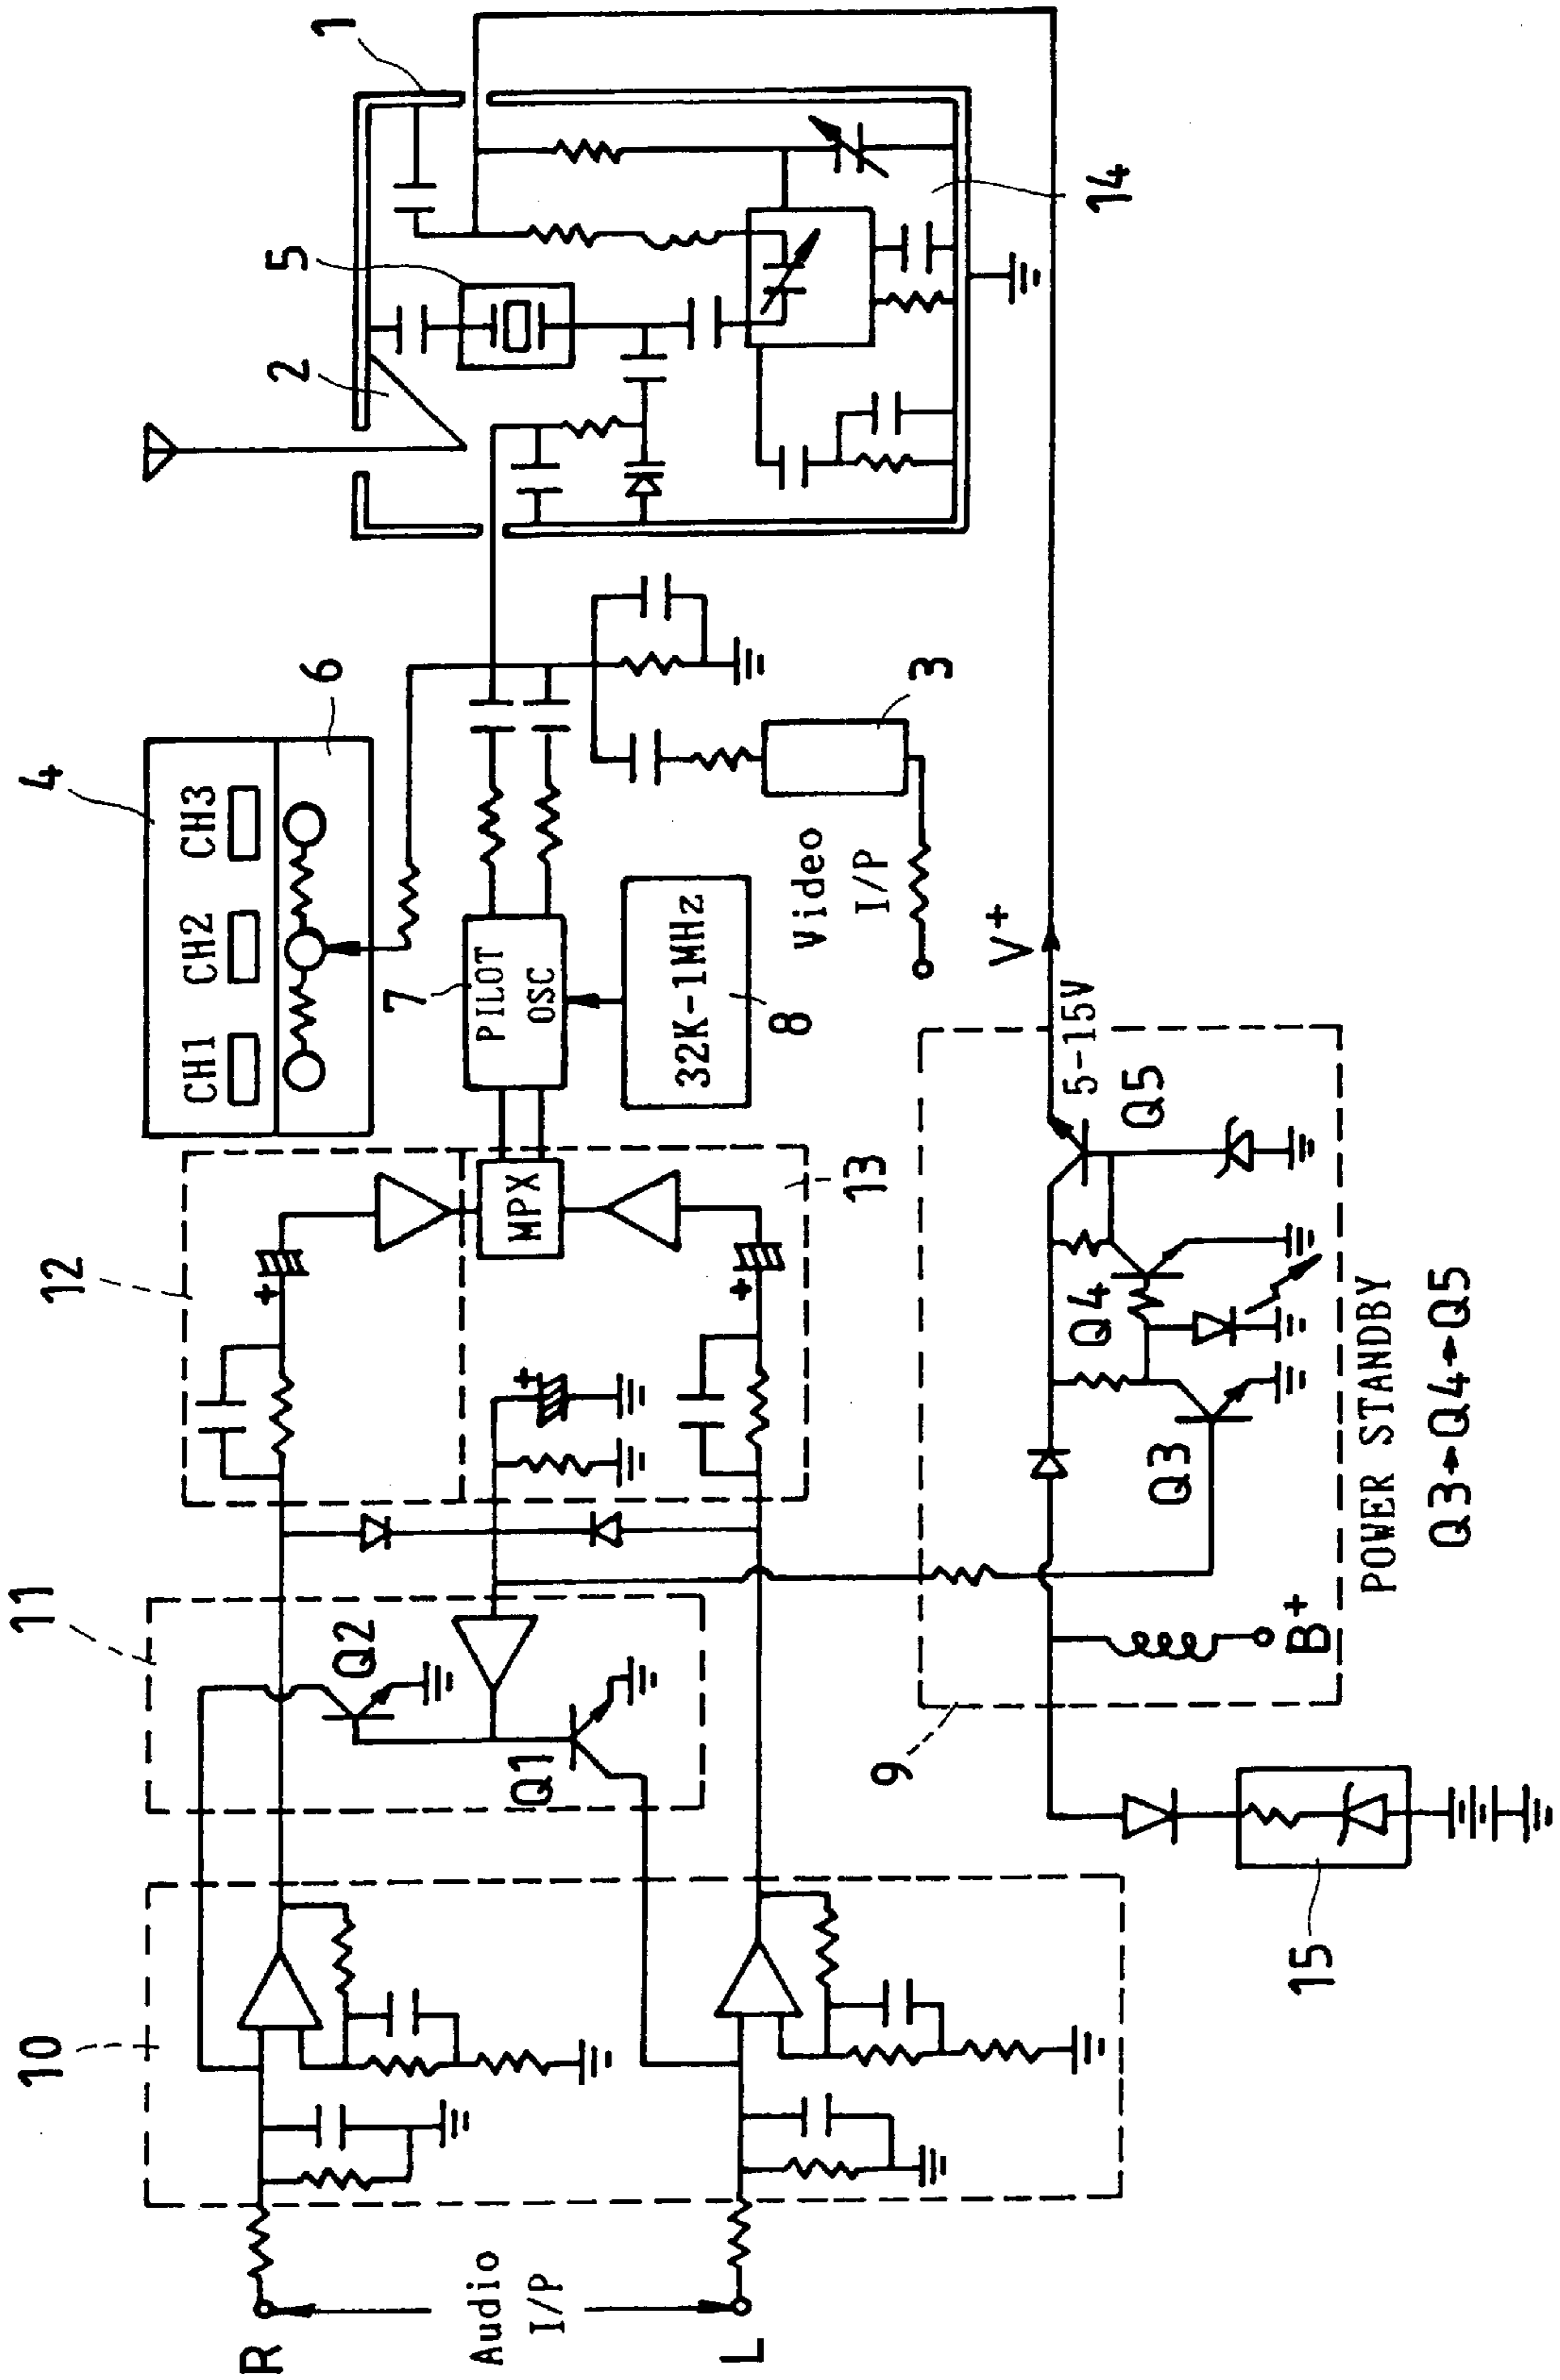 1
2
5
14
4
CH1 CH2 CH3
6
7
PILOT
OSC
32K-1MHz
8
Video
I/P
3
12
MPX
13
11
Q2
Q1
10
R
Audio
I/P
L
9
B+
Q3
Q4
Q5
5-15V
V+
POWER STANDBY
Q3→Q4→Q5
15